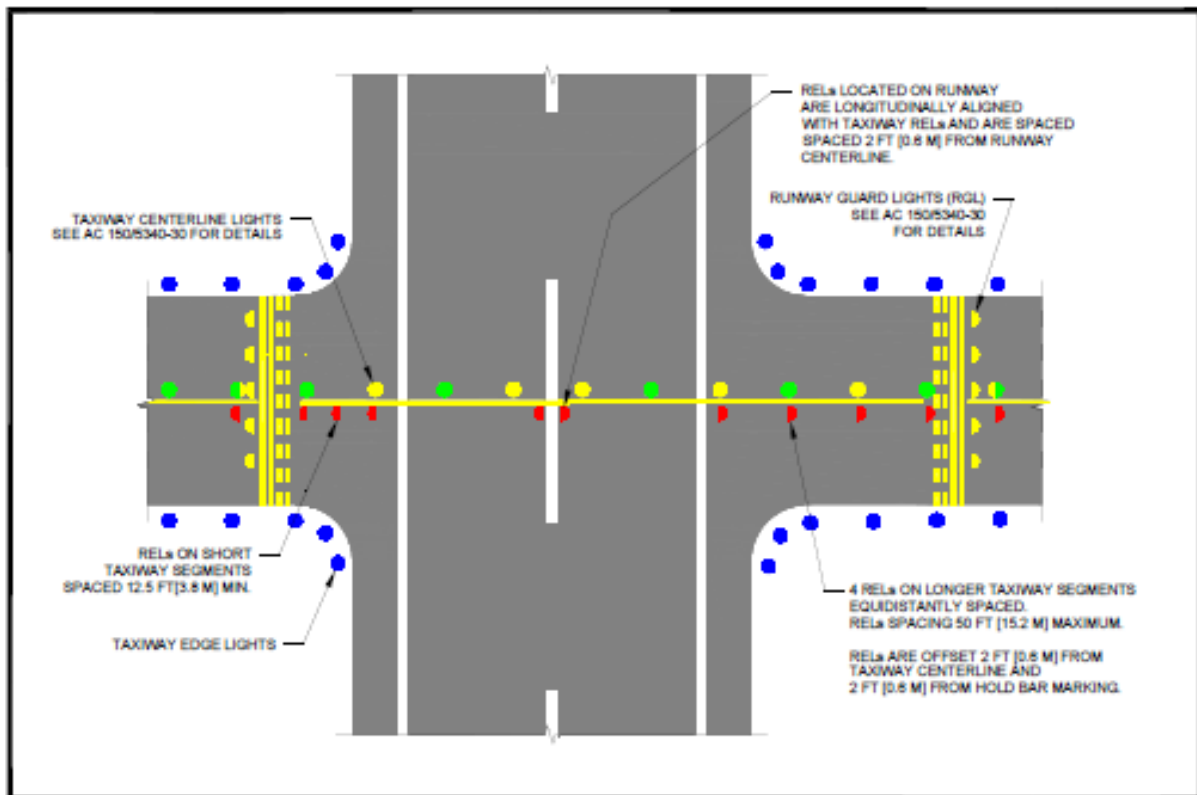 RELs LOCATED ON RUNWAY
ARE LONGITUDINALLY ALIGNED
WITH TAXIWAY RELs AND ARE SPACED
SPACED 2 FT [0.6 M] FROM RUNWAY
CENTERLINE.
RUNWAY GUARD LIGHTS (RGL)
SEE AC 150/5340-30
FOR DETAILS
TAXIWAY CENTERLINE LIGHTS
SEE AC 150/5340-30 FOR DETAILS
RELs ON SHORT
TAXIWAY SEGMENTS
SPACED 12.5 FT[3.8 M] MIN.
TAXIWAY EDGE LIGHTS
4 RELs ON LONGER TAXIWAY SEGMENTS
EQUIDISTANTLY SPACED.
RELs SPACING 50 FT [15.2 M] MAXIMUM.
RELs ARE OFFSET 2 FT [0.6 M] FROM
TAXIWAY CENTERLINE AND
2 FT [0.6 M] FROM HOLD BAR MARKING.